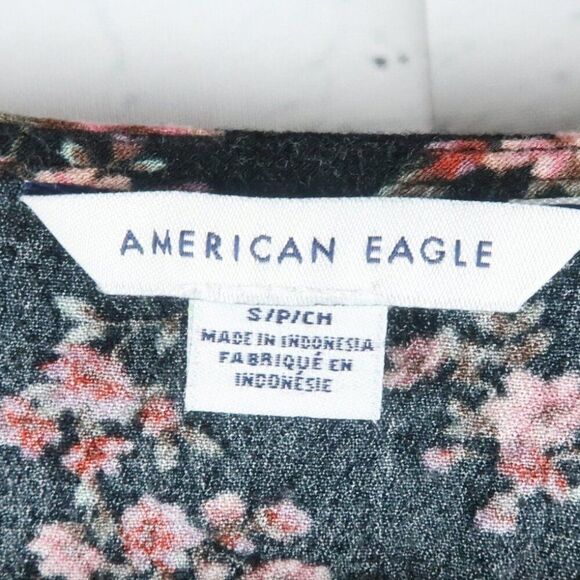 AMERICAN EAGLE
S/P/CH
MADE IN INDONESIA
FABRIQUÉ EN
INDONÉSIE